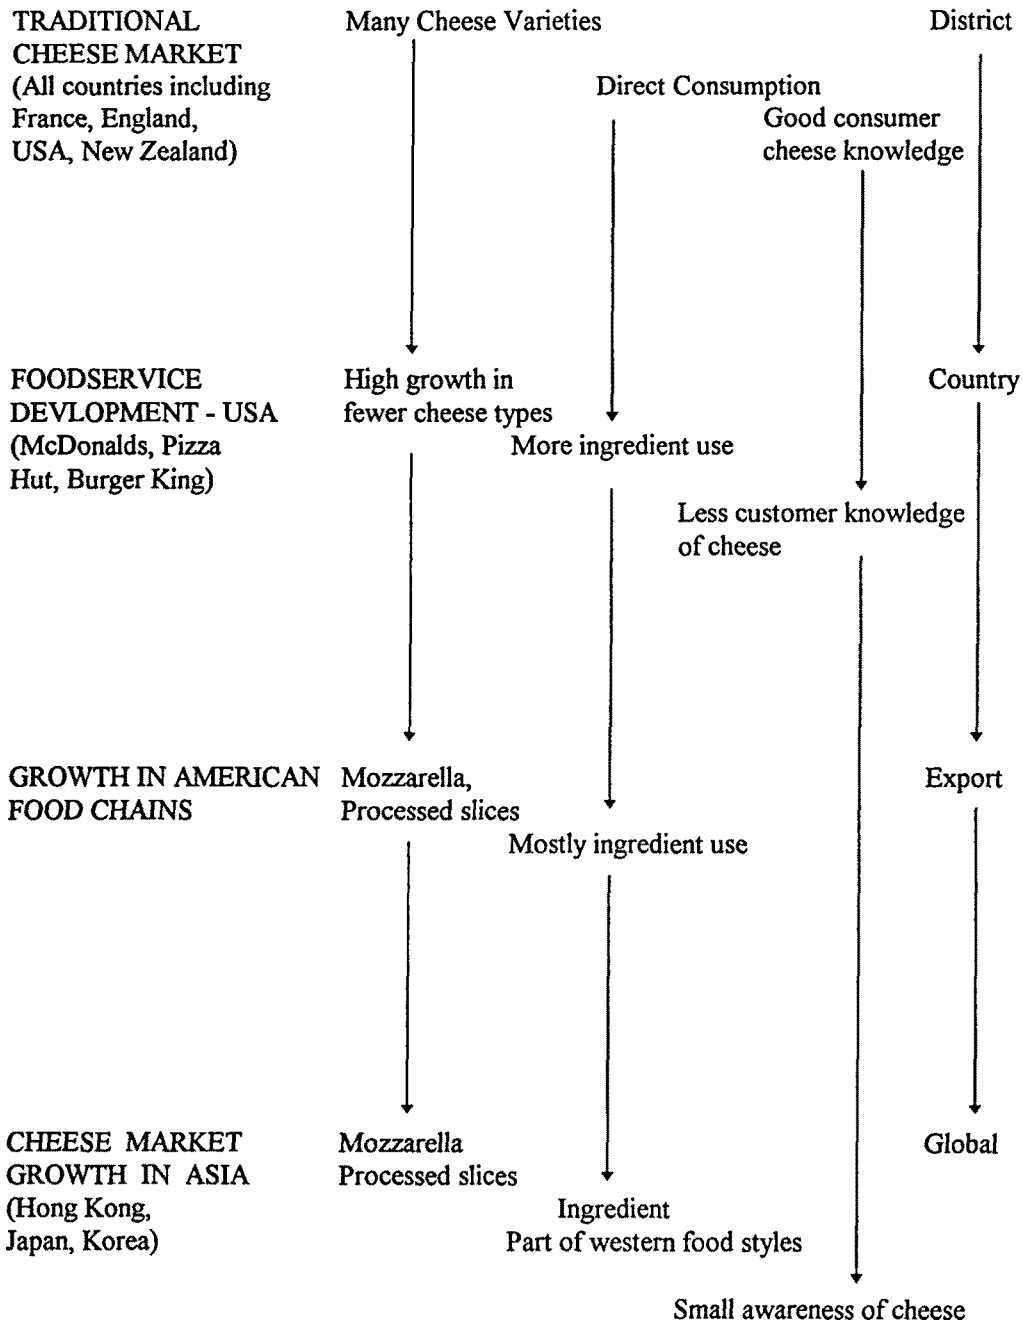 TRADITIONAL
CHEESE MARKET
(All countries including
France, England,
USA, New Zealand)
Many Cheese Varieties
Direct Consumption
Good consumer
cheese knowledge
District
FOODSERVICE
DEVLOPMENT - USA
(McDonalds, Pizza
Hut, Burger King)
High growth in
fewer cheese types
More ingredient use
Less customer knowledge
of cheese
Country
GROWTH IN AMERICAN
FOOD CHAINS
Mozzarella,
Processed slices
Mostly ingredient use
Export
CHEESE MARKET
GROWTH IN ASIA
(Hong Kong,
Japan, Korea)
Mozzarella
Processed slices
Ingredient
Part of western food styles
Small awareness of cheese
Global